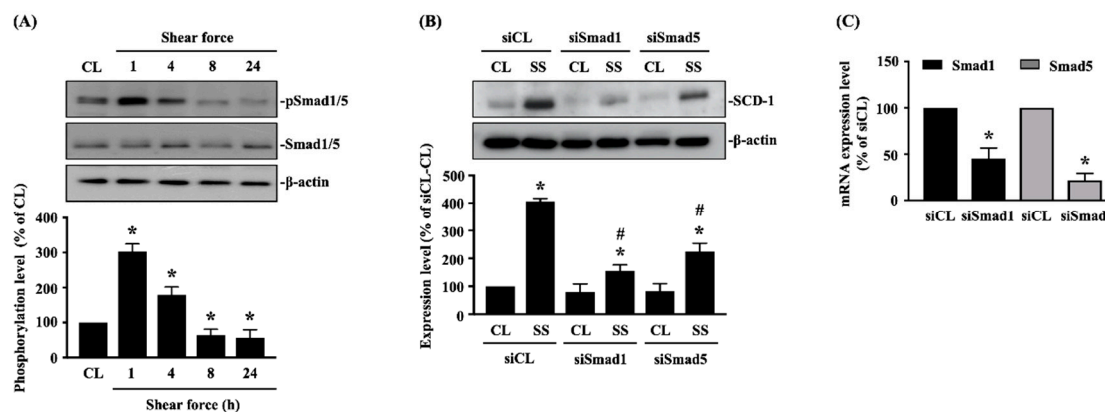 (A)
Shear force
CL 1 4 8 24
-pSmad1/5
-Smad1/5
-β-actin
Phosphorylation level (% of CL)
400
300
200
100
0
* * * *
CL 1 4 8 24
Shear force (h)
(B)
siCL siSmad1 siSmad5
CL SS CL SS CL SS
-SCD-1
-β-actin
Expression level (% of siCL-CL)
500
400
300
200
100
0
*
#
*
#
*
CL SS CL SS CL SS
siCL siSmad1 siSmad5
(C)
Smad1 Smad5
mRNA expression level
(% of siCL)
150
100
50
0
* *
siCL siSmad1 siCL siSmad